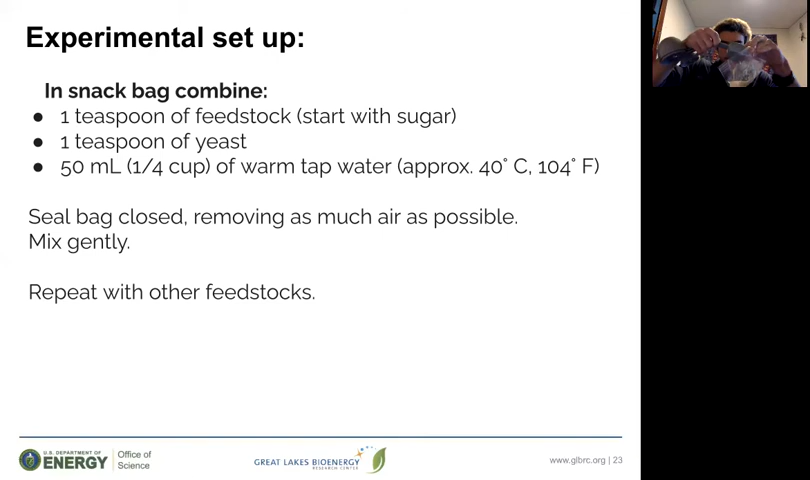 Experimental set up:
In snack bag combine:
● 1 teaspoon of feedstock (start with sugar)
● 1 teaspoon of yeast
● 50 mL (1/4 cup) of warm tap water (approx. 40˚ C, 104˚ F)
Seal bag closed, removing as much air as possible.
Mix gently.
Repeat with other feedstocks.
U.S. DEPARTMENT OF
ENERGY
Office of
Science
GREAT LAKES BIOENERGY
RESEARCH CENTER
www.glbrc.org | 23